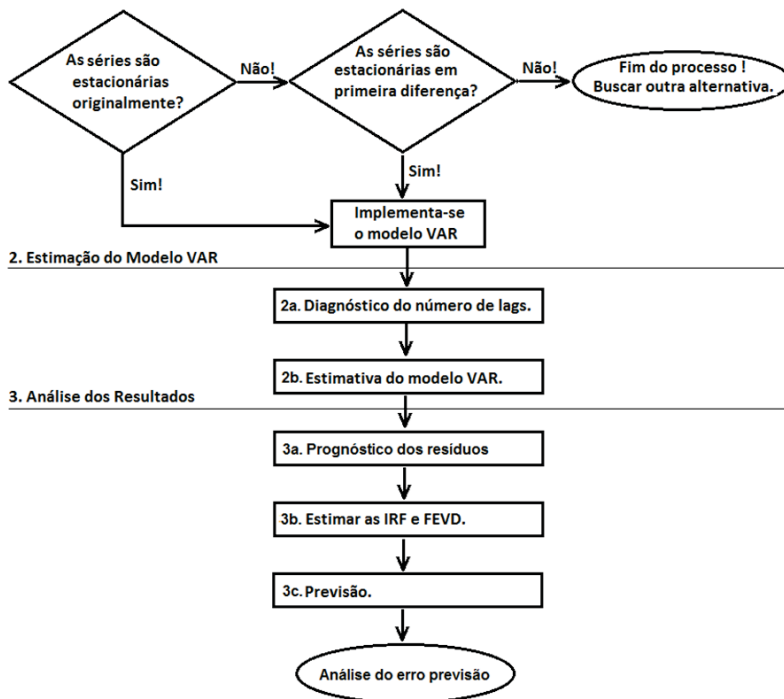 As séries são
estacionárias
originalmente?
Não!
As séries são
estacionárias em
primeira diferença?
Não!
Fim do processo !
Buscar outra alternativa.
Sim!
Sim!
Implementa-se
o modelo VAR
2. Estimação do Modelo VAR
2a. Diagnóstico do número de lags.
2b. Estimativa do modelo VAR.
3. Análise dos Resultados
3a. Prognóstico dos resíduos
3b. Estimar as IRF e FEVD.
3c. Previsão.
Análise do erro previsão